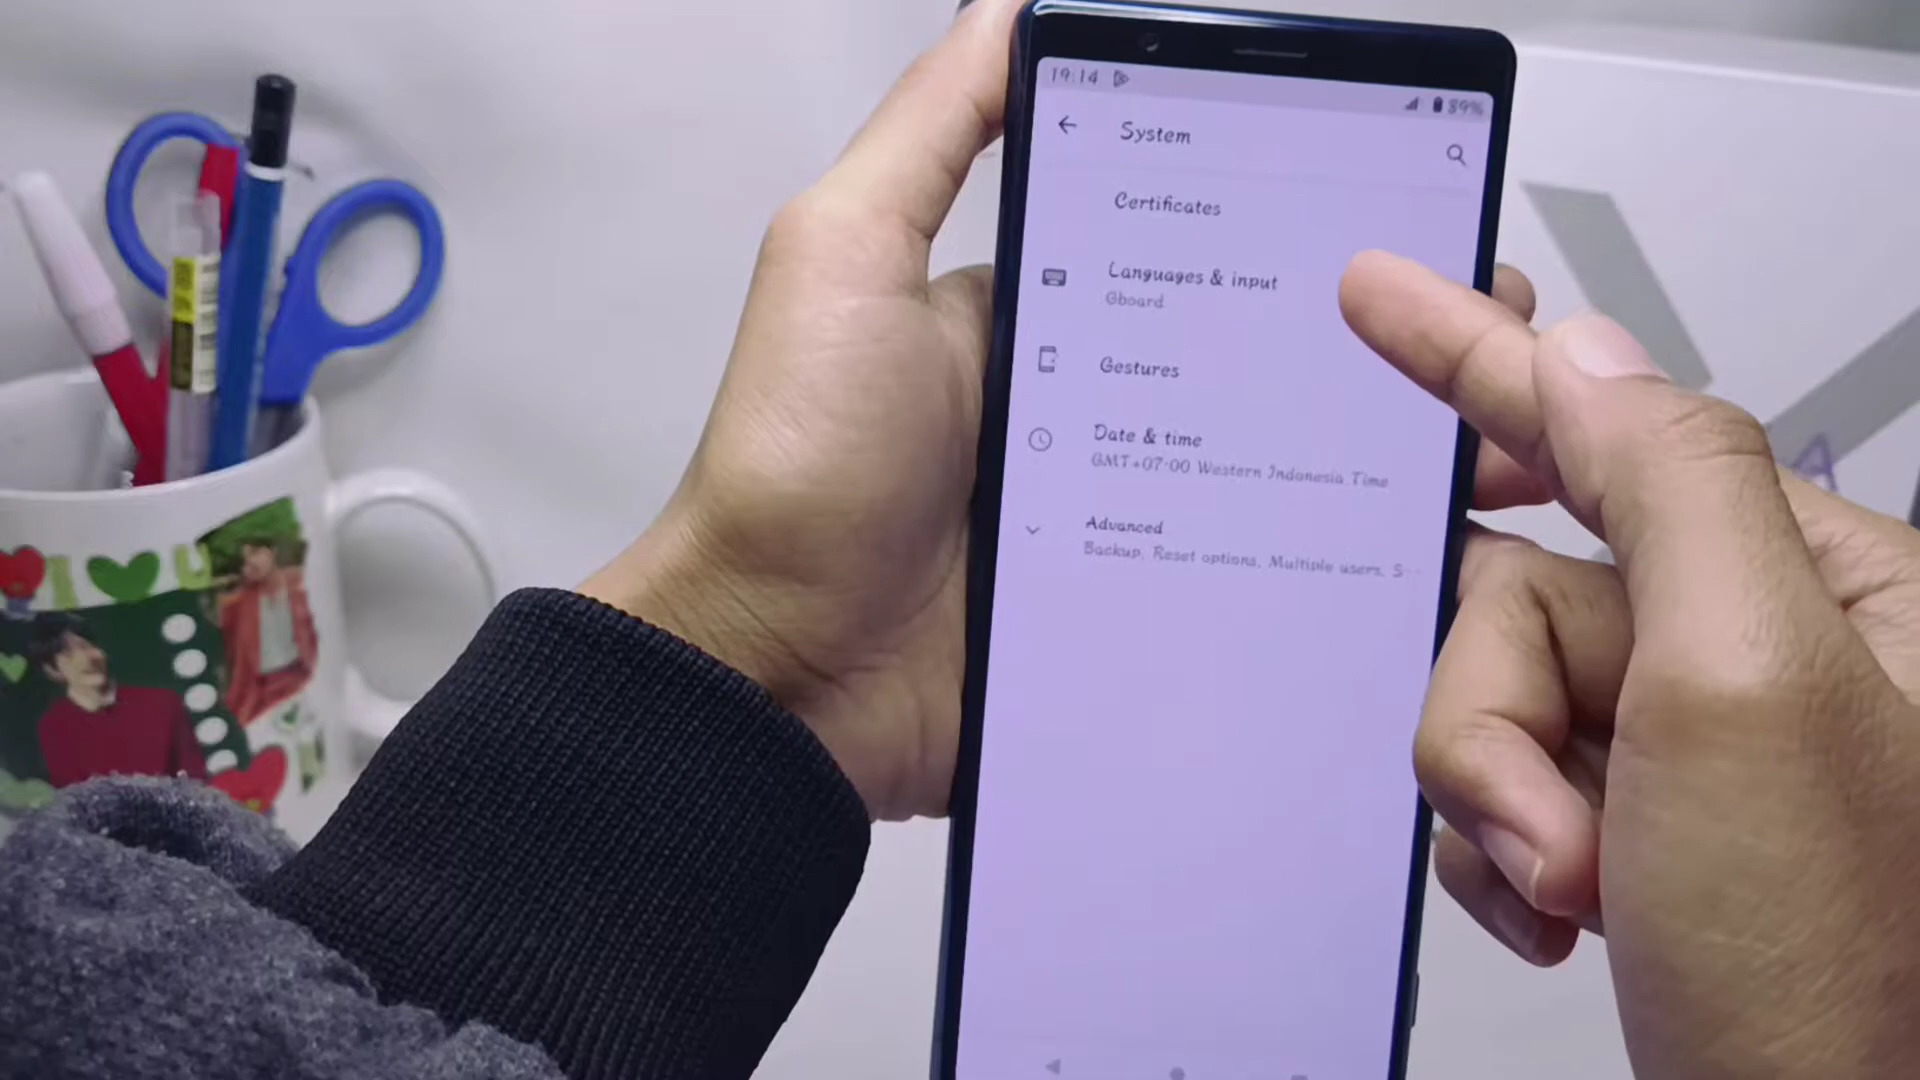 19:14
89%
System
Certificates
Languages & input
Gboard
Gestures
Date & time
GMT+07:00 Western Indonesia Time
Advanced
Backup, Reset options, Multiple users, S...
I U